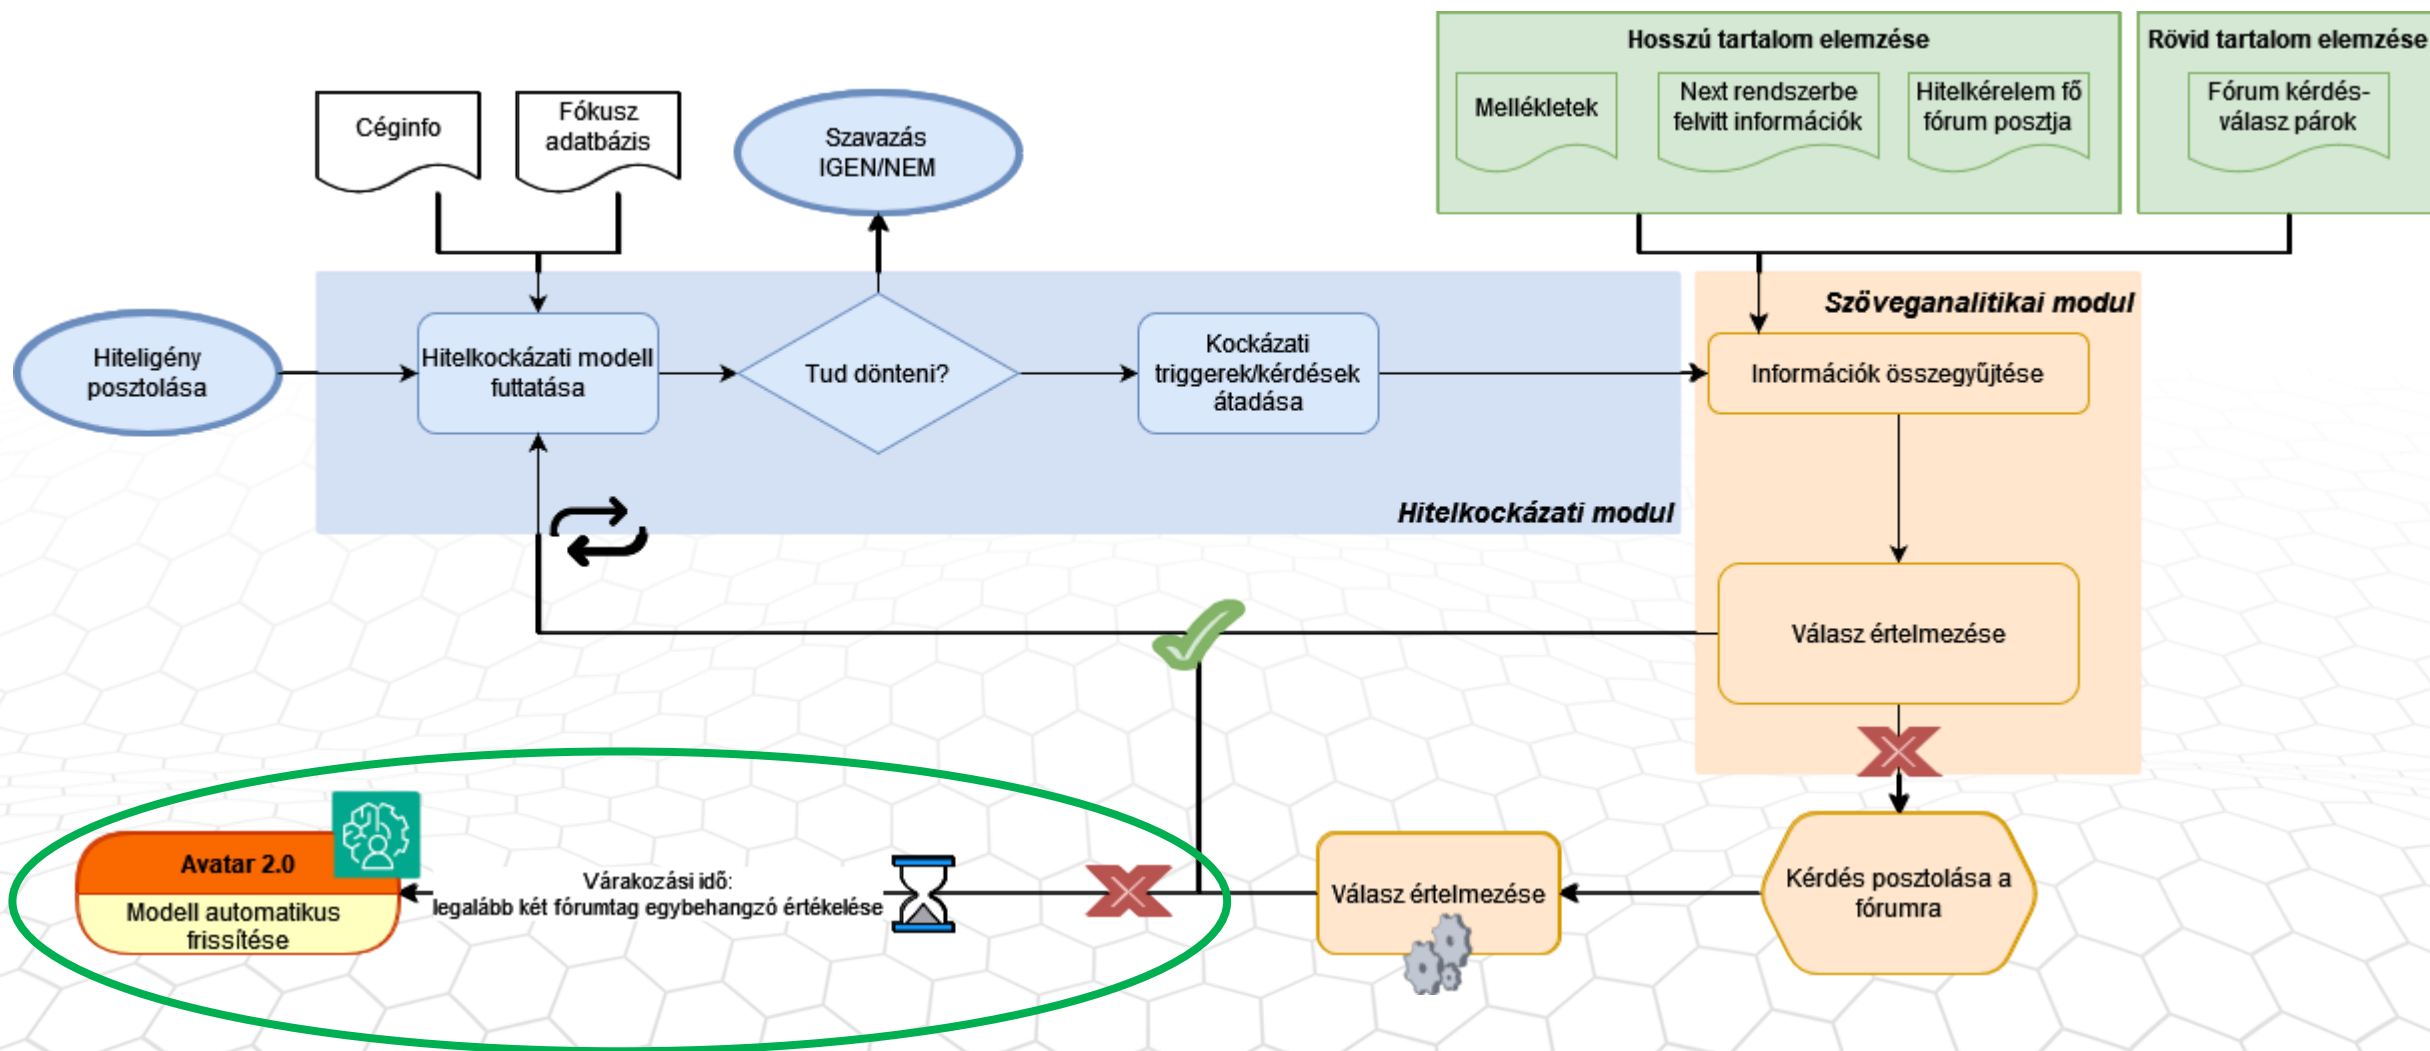 Hosszú tartalom elemzése
Mellékletek
Next rendszerbe
felvitt információk
Hitelkérelem fő
fórum posztja
Rövid tartalom elemzése
Fórum kérdés-
válasz párok
Céginfo
Fókusz
adatbázis
Szavazás
IGEN/NEM
Hiteligény
posztolása
Hitelkockázati modell
futtatása
Tud dönteni?
Kockázati
triggerek/kérdések
átadása
Hitelkockázati modul
Szöveganalitikai modul
Információk összegyűjtése
Válasz értelmezése
Kérdés posztolása a
fórumra
Válasz értelmezése
Várakozási idő:
legalább két fórumtag egybehangzó értékelése
Avatar 2.0
Modell automatikus
frissítése